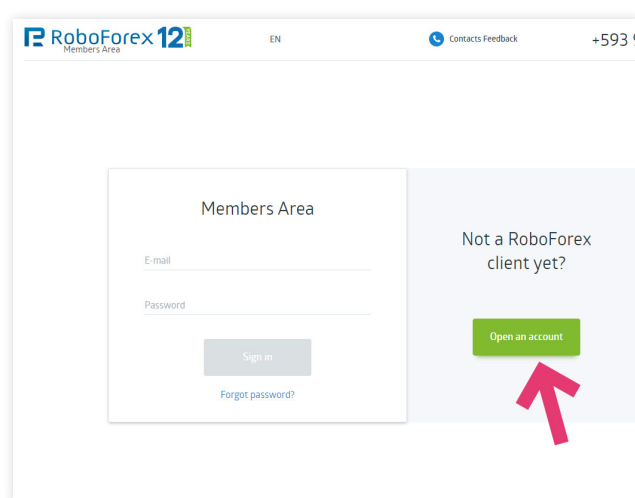 RoboForex 12
Members Area
EN
Contacts Feedback
+593 9
Members Area
E-mail
Password
Sign in
Forgot password?
Not a RoboForex
client yet?
Open an account